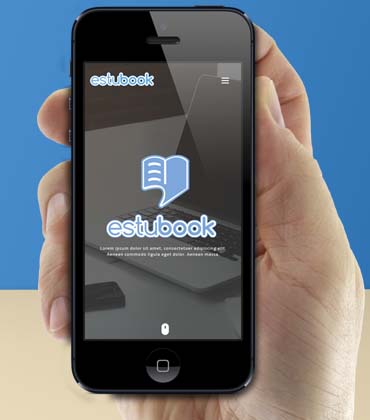 estubook
estubook
Lorem ipsum dolor sit amet, consectetuer adipiscing elit.
Aenean commodo ligula eget dolor. Aenean massa.